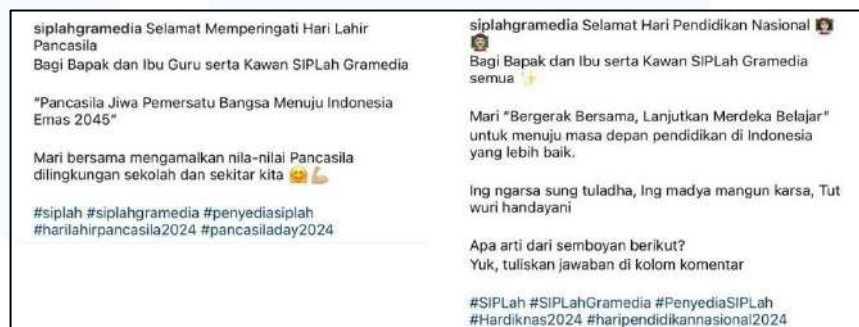 siplahgramedia Selamat Memperingati Hari Lahir
Pancasila
Bagi Bapak dan Ibu Guru serta Kawan SIPLah Gramedia
"Pancasila Jiwa Pemersatu Bangsa Menuju Indonesia
Emas 2045"
Mari bersama mengamalkan nila-nilai Pancasila
dilingkungan sekolah dan sekitar kita 🤗💪🏼
#siplah #siplahgramedia #penyediasiplah
#harilahirpancasila2024 #pancasiladay2024
siplahgramedia Selamat Hari Pendidikan Nasional 👩🏻‍🏫
👨🏻‍🏫
Bagi Bapak dan Ibu serta Kawan SIPLah Gramedia
semua ✨
Mari "Bergerak Bersama, Lanjutkan Merdeka Belajar"
untuk menuju masa depan pendidikan di Indonesia
yang lebih baik.
Ing ngarsa sung tuladha, Ing madya mangun karsa, Tut
wuri handayani
Apa arti dari semboyan berikut?
Yuk, tuliskan jawaban di kolom komentar
#SIPLah #SIPLahGramedia #PenyediaSIPLah
#Hardiknas2024 #haripendidikannasional2024